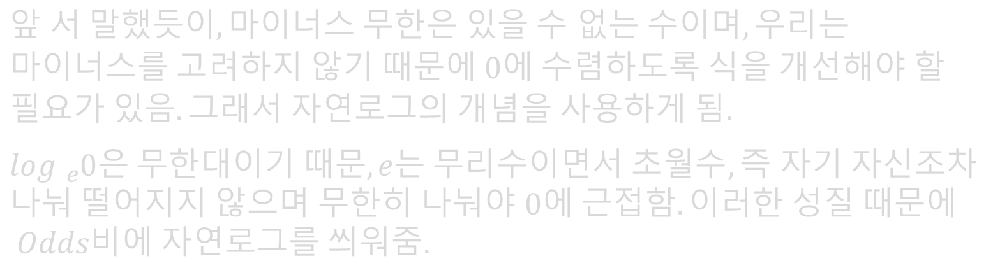 앞 서 말했듯이, 마이너스 무한은 있을 수 없는 수이며, 우리는
마이너스를 고려하지 않기 때문에 0에 수렴하도록 식을 개선해야 할
필요가 있음. 그래서 자연로그의 개념을 사용하게 됨.
log e0은 무한대이기 때문, e는 무리수이면서 초월수, 즉 자기 자신조차
나눠 떨어지지 않으며 무한히 나눠야 0에 근접함. 이러한 성질 때문에
Odds비에 자연로그를 씌워줌.